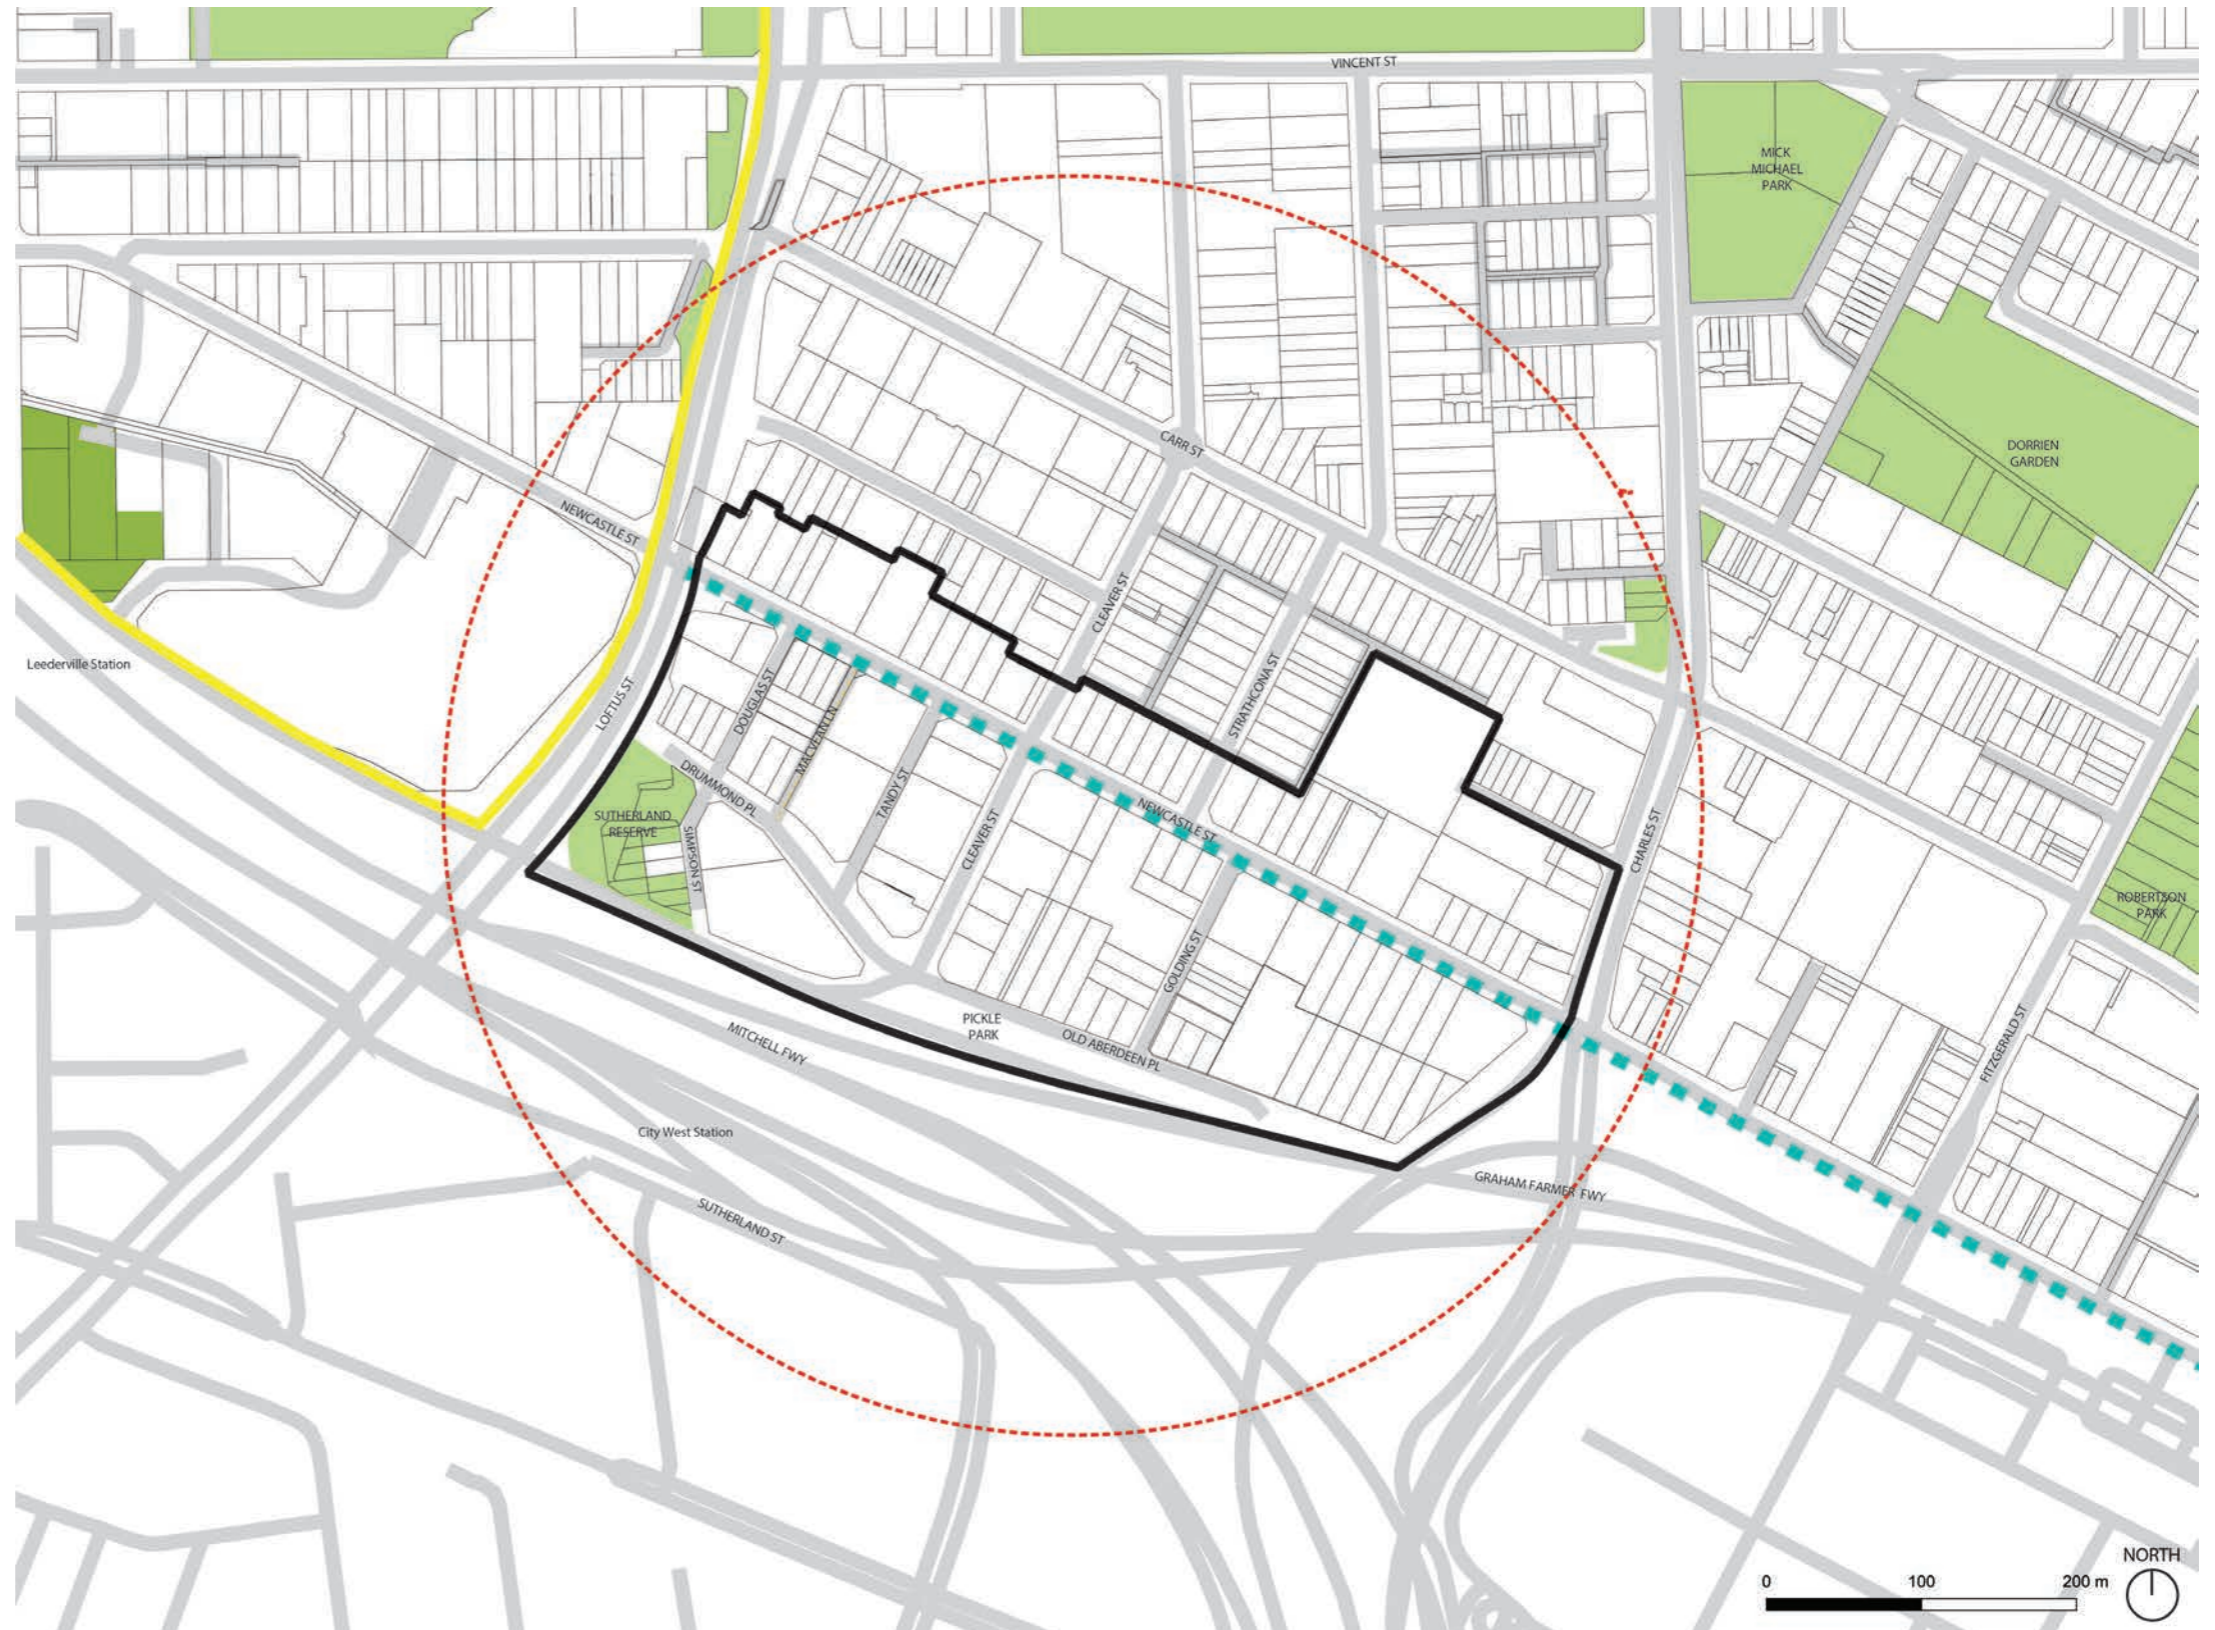 VINCENT ST
MICK
MICHAEL
PARK
CARR ST
DORRIEN
GARDEN
NEWCASTLE ST
CLEAVER ST
Leederville Station
LOFTUS ST
DOUGLAS ST
STRATHCONA ST
MACVEAN LN
DRUMMOND PL
TANDY ST
SUTHERLAND
RESERVE
SIMPSON ST
CLEAVER ST
NEWCASTLE ST
CHARLES ST
ROBERTSON
PARK
GOLDING ST
PICKLE
PARK
MITCHELL FWY
OLD ABERDEEN PL
FITZGERALD ST
City West Station
GRAHAM FARMER FWY
SUTHERLAND ST
NORTH
0 100 200 m